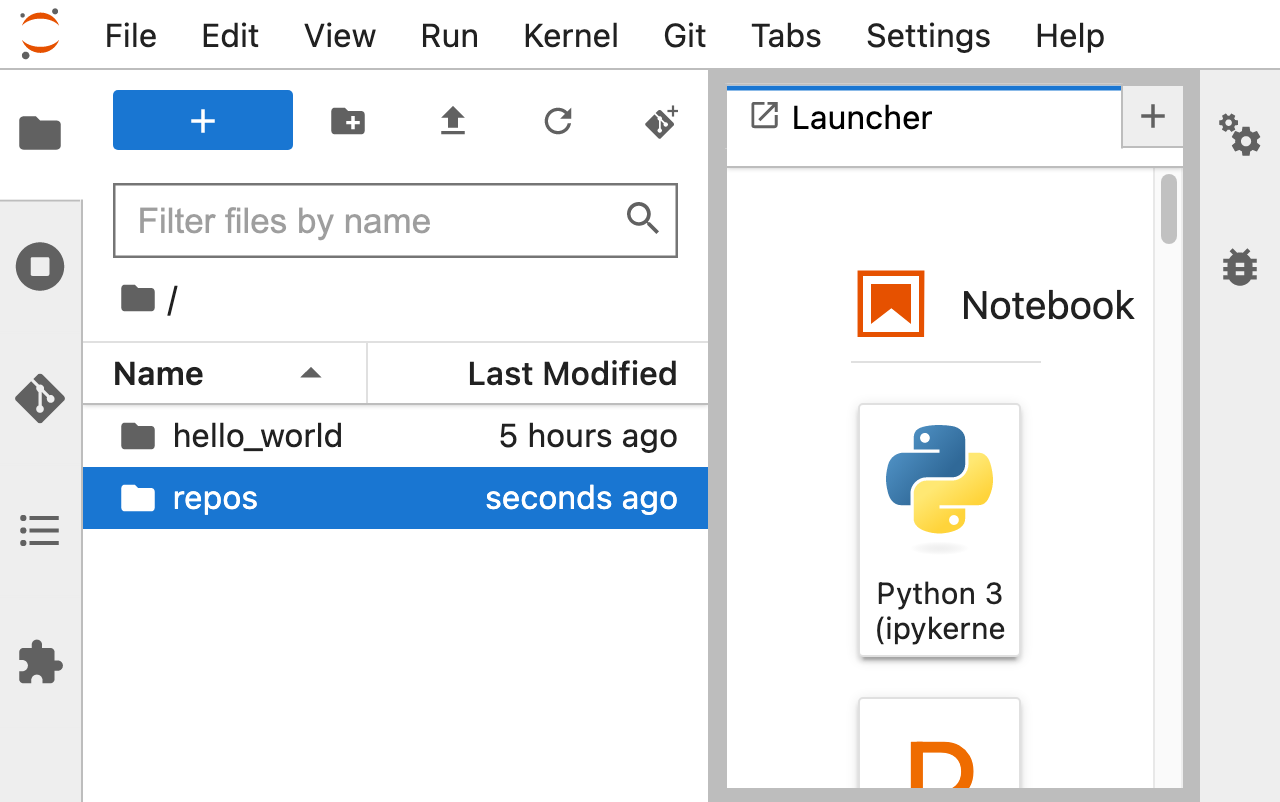 File Edit View Run Kernel Git Tabs Settings Help
Launcher
Filter files by name
/
Notebook
Name Last Modified
hello_world 5 hours ago
repos seconds ago
Python 3
(ipykerne